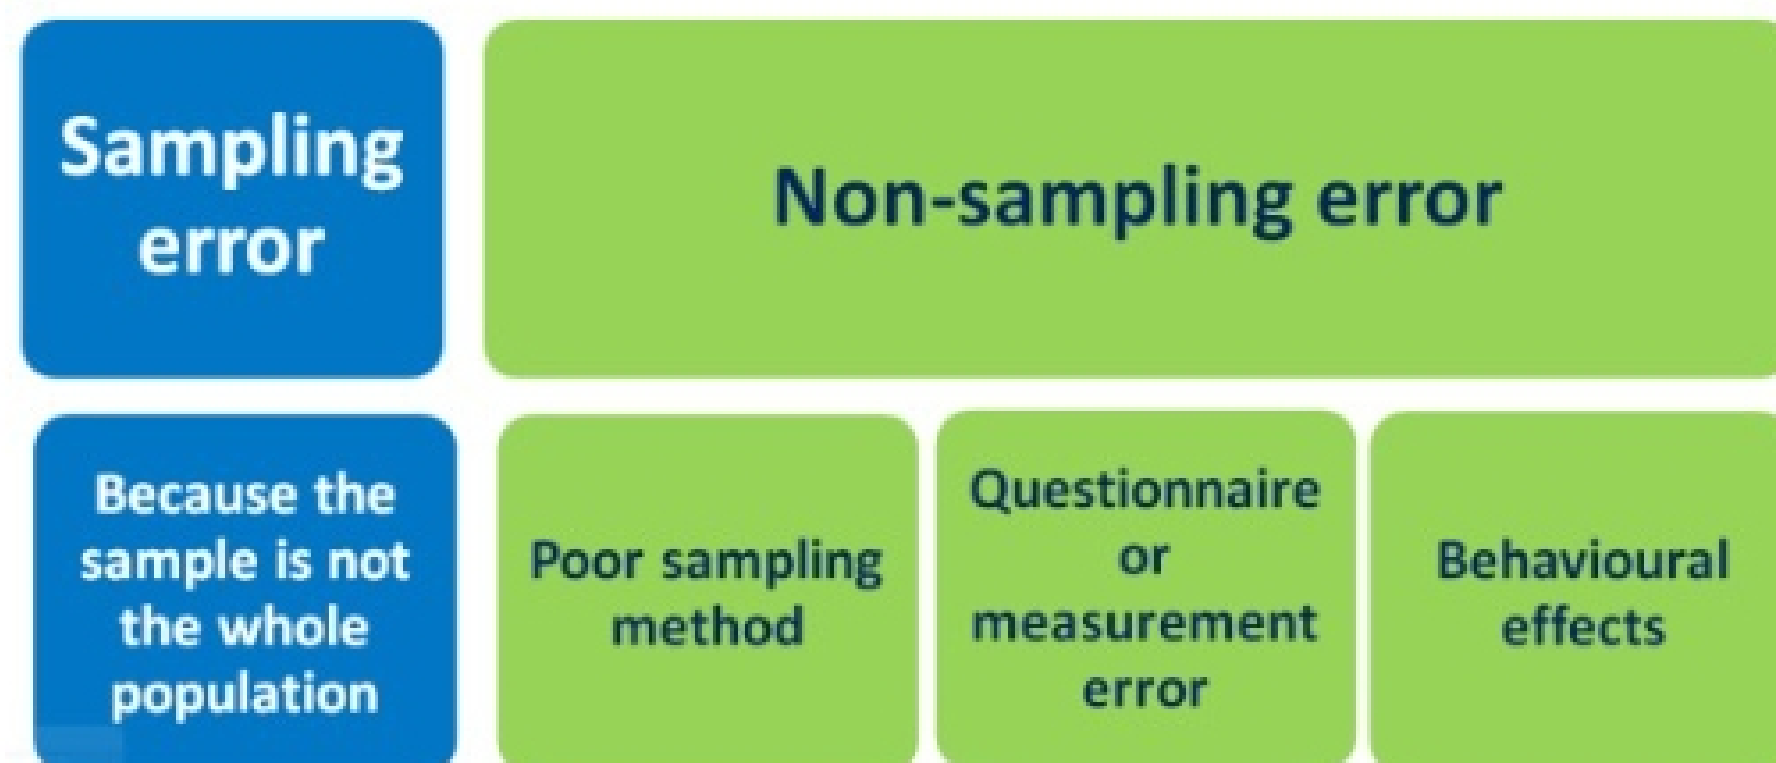 Sampling
error
Non-sampling error
Because the
sample is not
the whole
population
Poor sampling
method
Questionnaire
or
measurement
error
Behavioural
effects